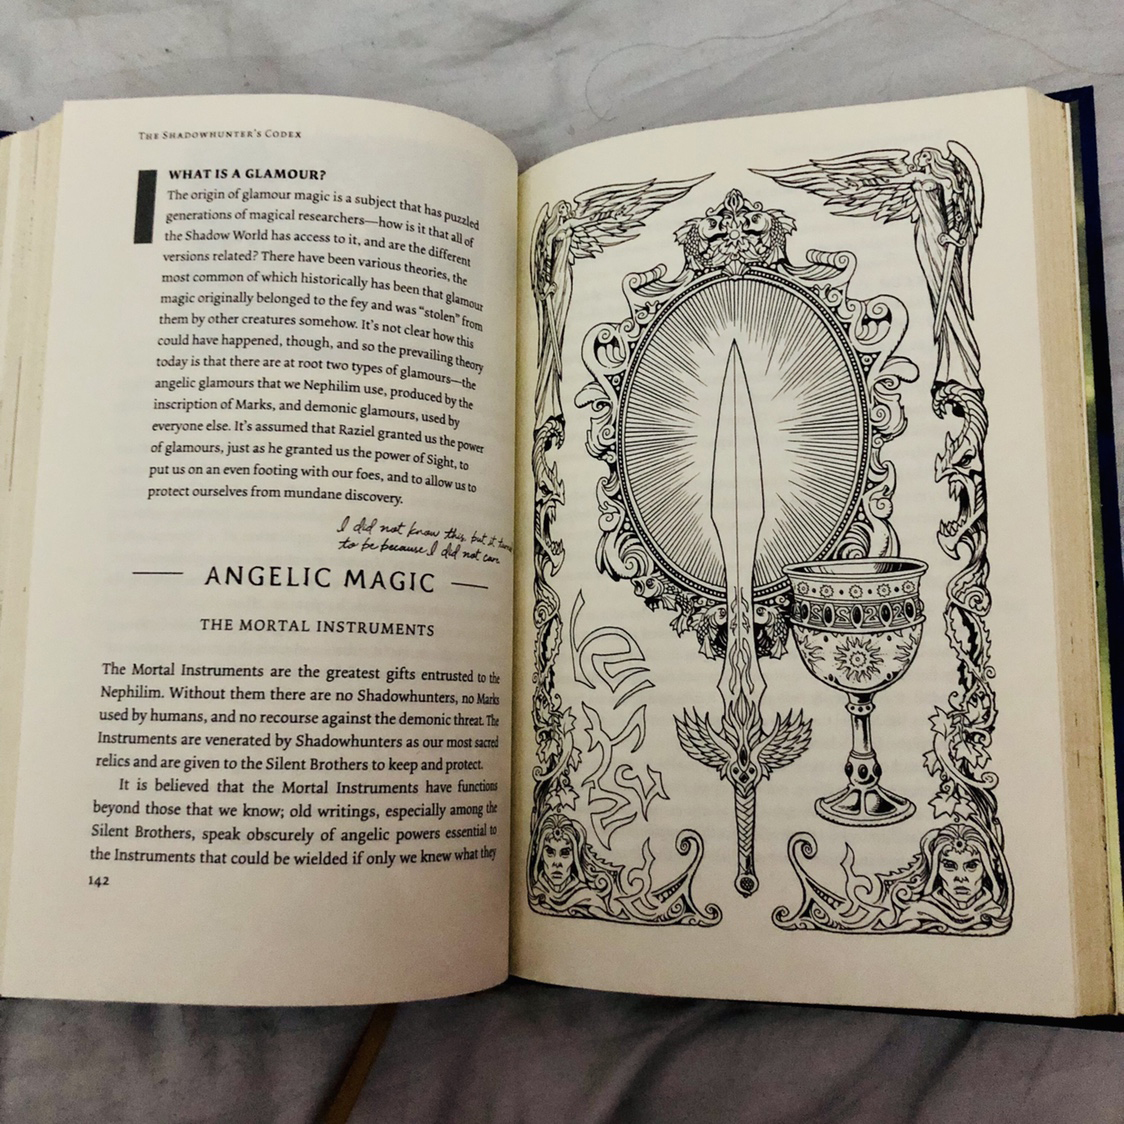 THE SHADOWHUNTER'S CODEX
WHAT IS A GLAMOUR?
The origin of glamour magic is a subject that has puzzled
generations of magical researchers—how is it that all of
the Shadow World has access to it, and are the different
versions related? There have been various theories, the
most common of which historically has been that glamour
magic originally belonged to the fey and was “stolen” from
them by other creatures somehow. It's not clear how this
could have happened, though, and so the prevailing theory
today is that there are at root two types of glamours—the
angelic glamours that we Nephilim use, produced by the
inscription of Marks, and demonic glamours, used by
everyone else. It's assumed that Raziel granted us the power
of glamours, just as he granted us the power of Sight, to
put us on an even footing with our foes, and to allow us to
protect ourselves from mundane discovery.
I did not know this, but it
to be because I did not
ANGELIC MAGIC
THE MORTAL INSTRUMENTS
The Mortal Instruments are the greatest gifts entrusted to the
Nephilim. Without them there are no Shadowhunters, no Marks
used by humans, and no recourse against the demonic threat. The
Instruments are venerated by Shadowhunters as our most sacred
relics and are given to the Silent Brothers to keep and protect.
It is believed that the Mortal Instruments have functions
beyond those that we know; old writings, especially among the
Silent Brothers, speak obscurely of angelic powers essential to
the Instruments that could be wielded if only we knew what they
142